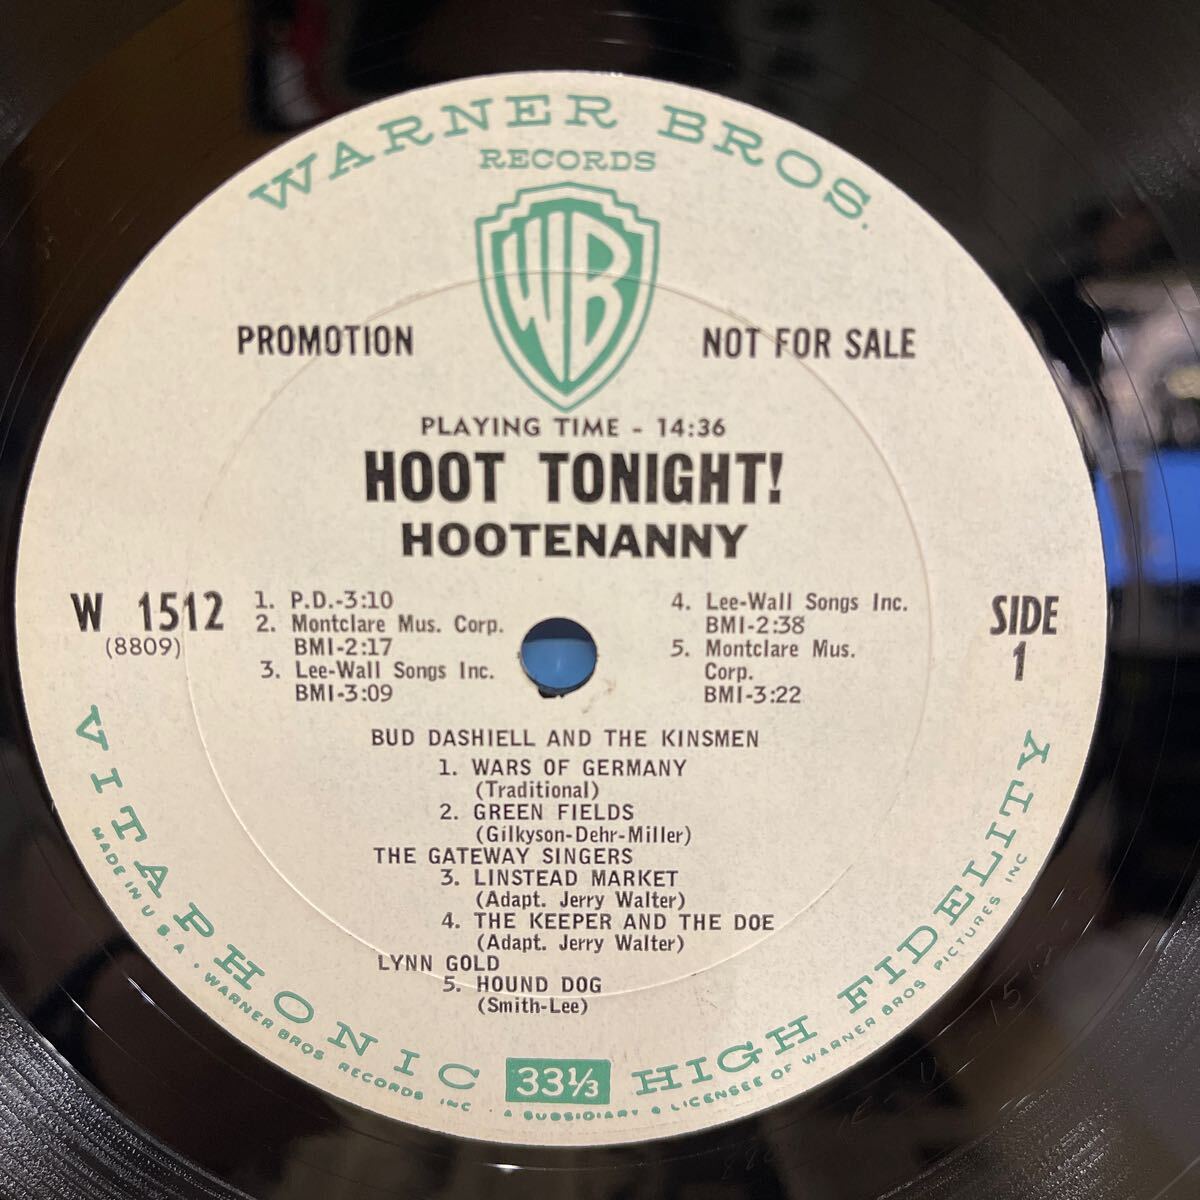 WARNER BROS.
RECORDS
WB
PROMOTION
NOT FOR SALE
PLAYING TIME - 14:36
HOOT TONIGHT!
HOOTENANNY
W 1512
(8809)
1. P.D.-3:10
2. Montclare Mus. Corp.
BMI-2:17
3. Lee-Wall Songs Inc.
BMI-3:09
4. Lee-Wall Songs Inc.
BMI-2:38
5. Montclare Mus.
Corp.
BMI-3:22
SIDE
1
BUD DASHIELL AND THE KINSMEN
1. WARS OF GERMANY
(Traditional)
2. GREEN FIELDS
(Gilkyson-Dehr-Miller)
THE GATEWAY SINGERS
3. LINSTEAD MARKET
(Adapt. Jerry Walter)
4. THE KEEPER AND THE DOE
(Adapt. Jerry Walter)
LYNN GOLD
5. HOUND DOG
(Smith-Lee)
VITAPHONIC 33⅓ HIGH FIDELITY
MADE IN U.S.A. • WARNER BROS RECORDS INC • A SUBSIDIARY & LICENSEE OF WARNER BROS PICTURES INC